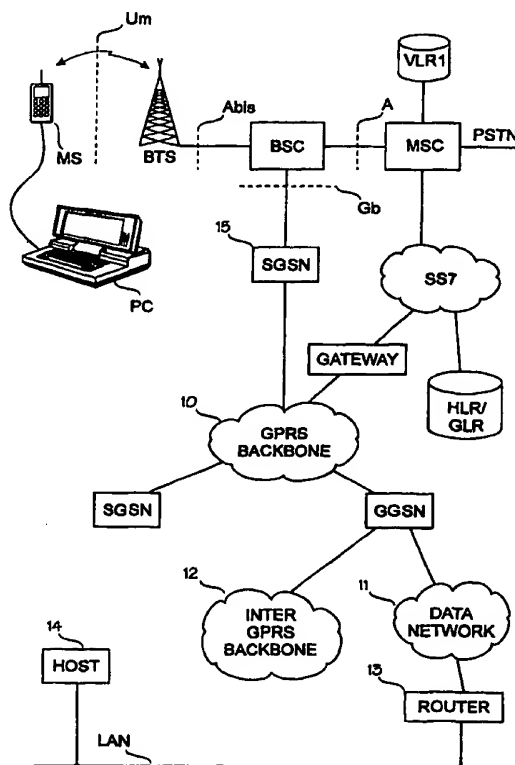 Um
VLR1
MS
BTS
Abis
BSC
A
MSC
PSTN
PC
Gb
15
SGSN
SS7
GATEWAY
HLR/
GLR
10
GPRS
BACKBONE
SGSN
GGSN
12
INTER
GPRS
BACKBONE
11
DATA
NETWORK
14
HOST
13
ROUTER
LAN